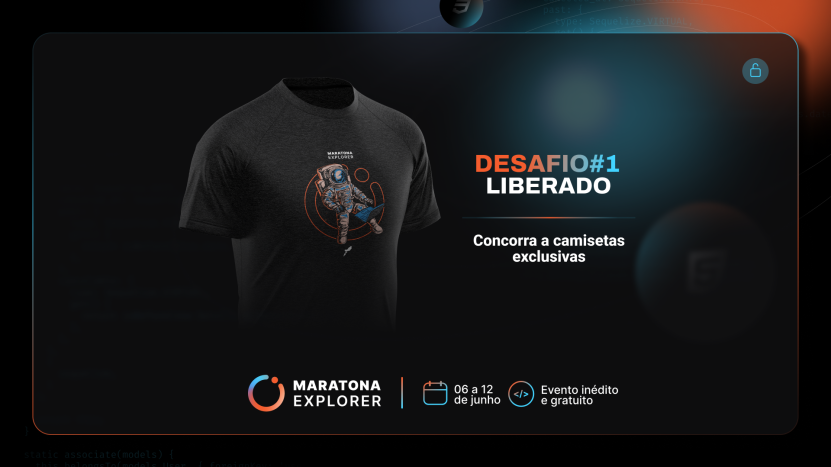 MARATONA
EXPLORER
DESAFIO#1
LIBERADO
Concorra a camisetas
exclusivas
MARATONA
EXPLORER
06 a 12
de junho
</>
Evento inédito
e gratuito
static associate(models) {